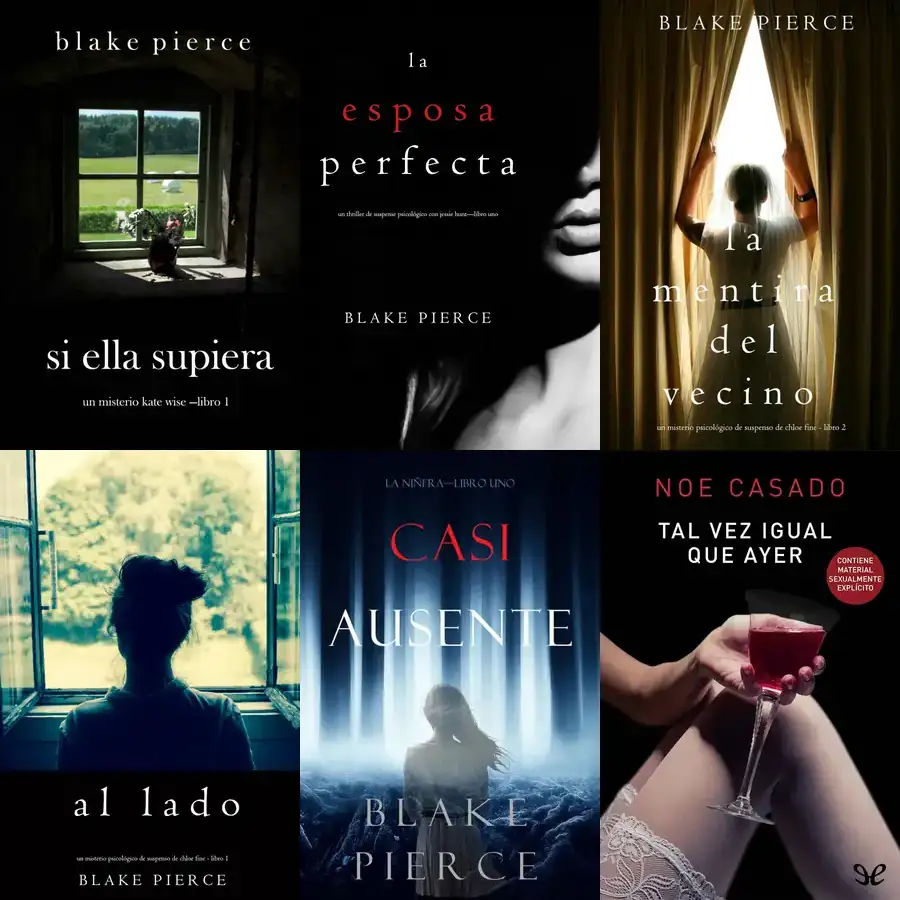 blake pierce
si ella supiera
un misterio kate wise —libro 1
la
esposa
perfecta
un thriller de suspense psicológico con jessie hunt—libro uno
BLAKE PIERCE
BLAKE PIERCE
la
mentira
del
vecino
un misterio psicológico de suspenso de chloe fine - libro 2
al lado
un misterio psicológico de suspenso de chloe fine - libro 1
BLAKE PIERCE
LA NIÑERA—LIBRO UNO
CASI
AUSENTE
BLAKE
PIERCE
NOE CASADO
TAL VEZ IGUAL
QUE AYER
CONTIENE
MATERIAL
SEXUALMENTE
EXPLÍCITO